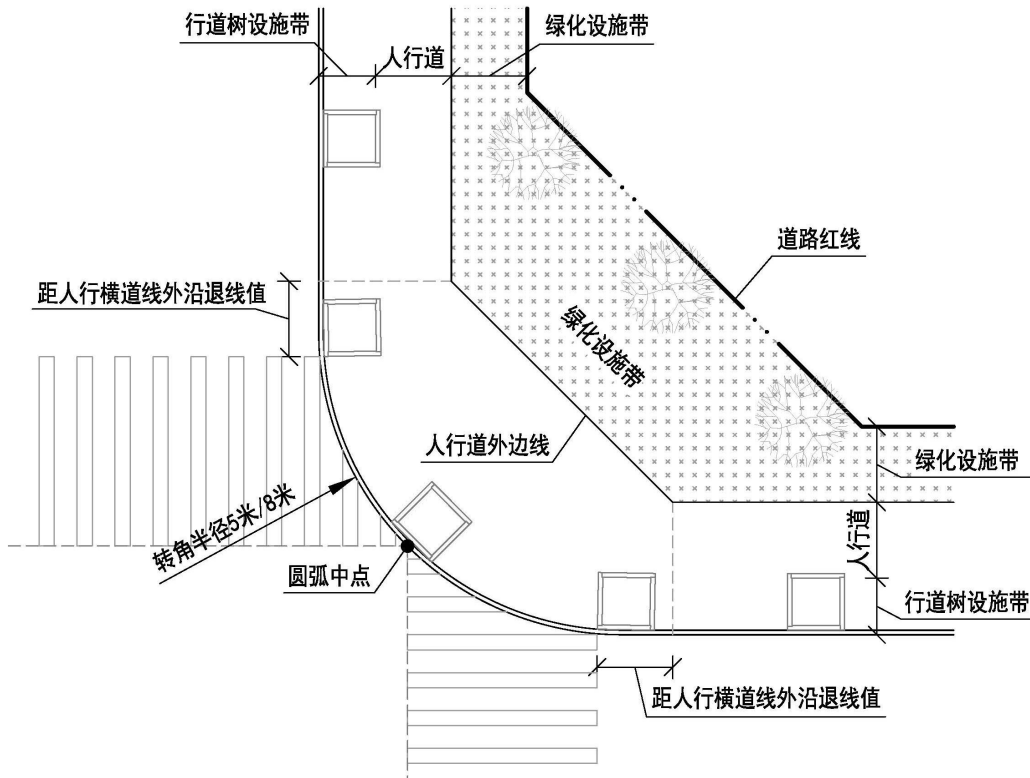 行道树设施带
绿化设施带
人行道
道路红线
距人行横道线外沿退线值
绿化设施带
人行道外边线
绿化设施带
转角半径5米/8米
人行道
圆弧中点
行道树设施带
距人行横道线外沿退线值